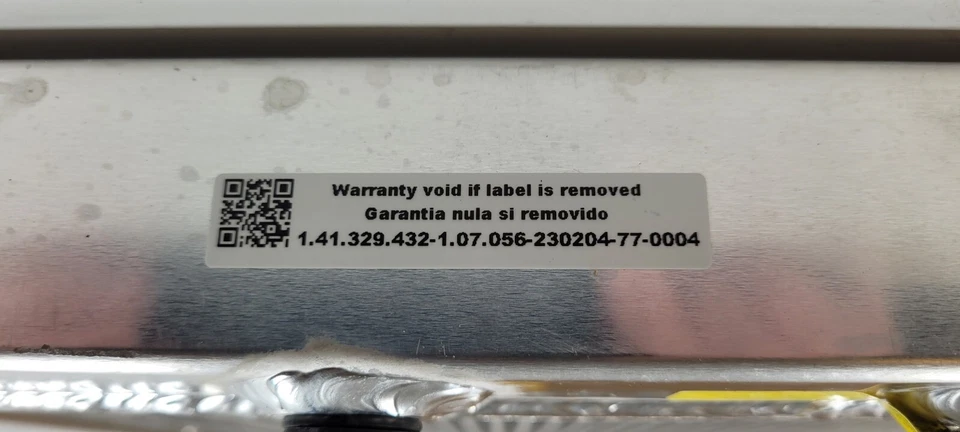 Warranty void if label is removed
Garantia nula si removido
1.41.329.432-1.07.056-230204-77-0004